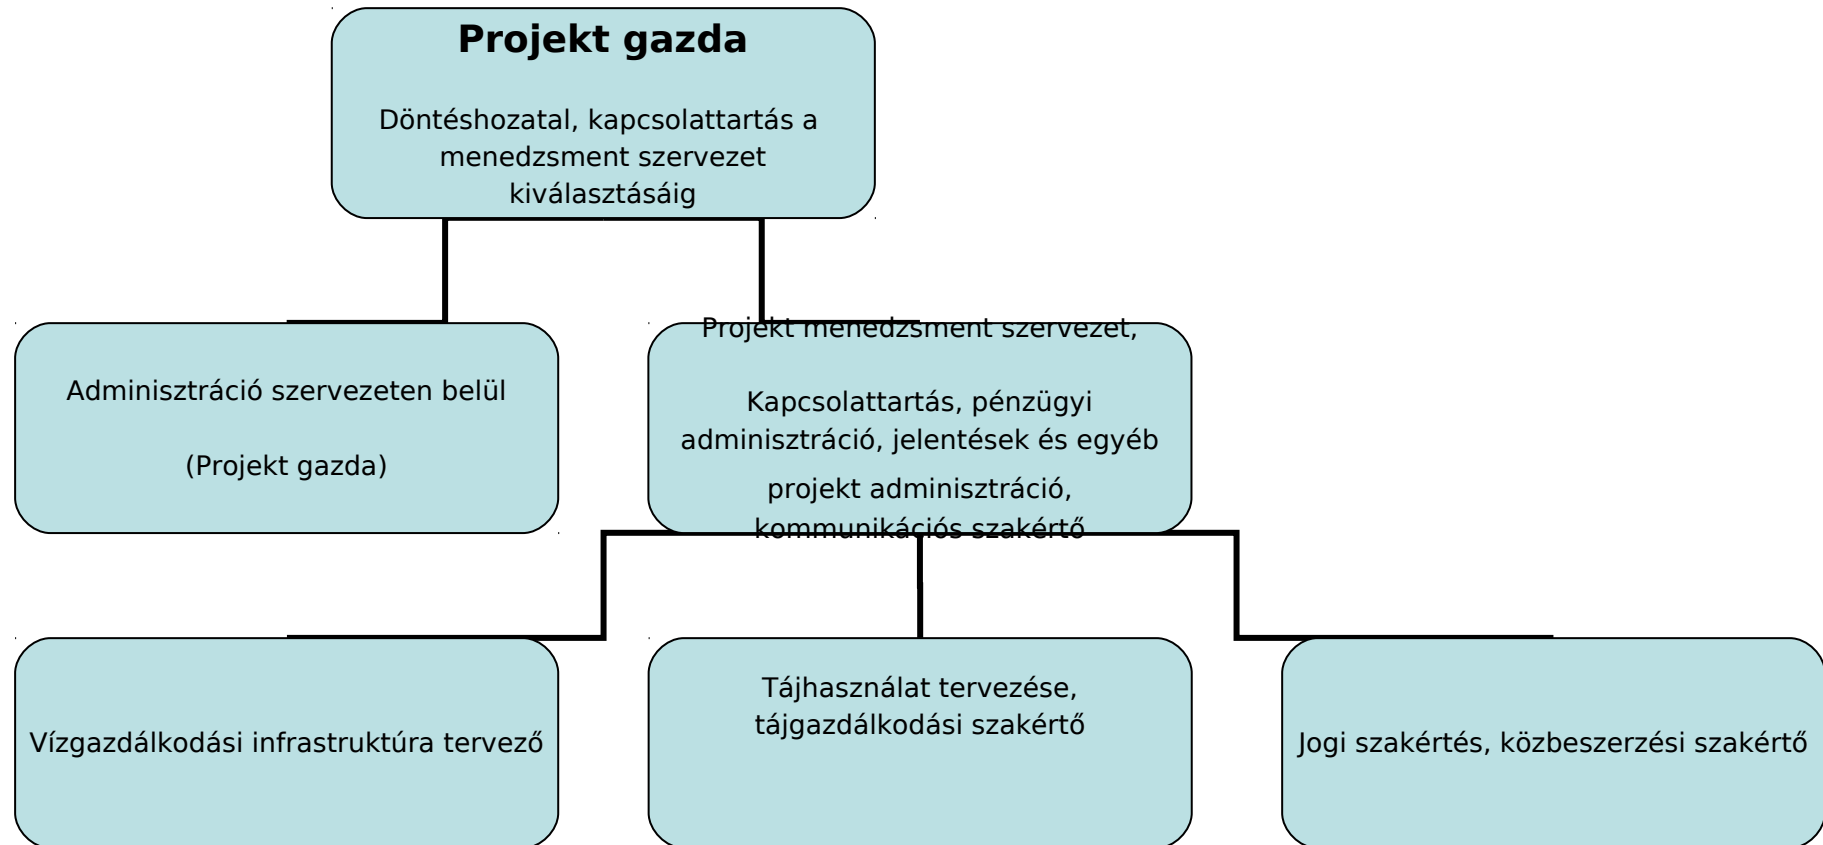 Projekt gazda
Döntéshozatal, kapcsolattartás a
menedzsment szervezet
kiválasztásáig
Adminisztráció szervezeten belül
(Projekt gazda)
Projekt menedzsment szervezet,
Kapcsolattartás, pénzügyi
adminisztráció, jelentések és egyéb
projekt adminisztráció,
kommunikációs szakértő
Vízgazdálkodási infrastruktúra tervező
Tájhasználat tervezése,
tájgazdálkodási szakértő
Jogi szakértés, közbeszerzési szakértő